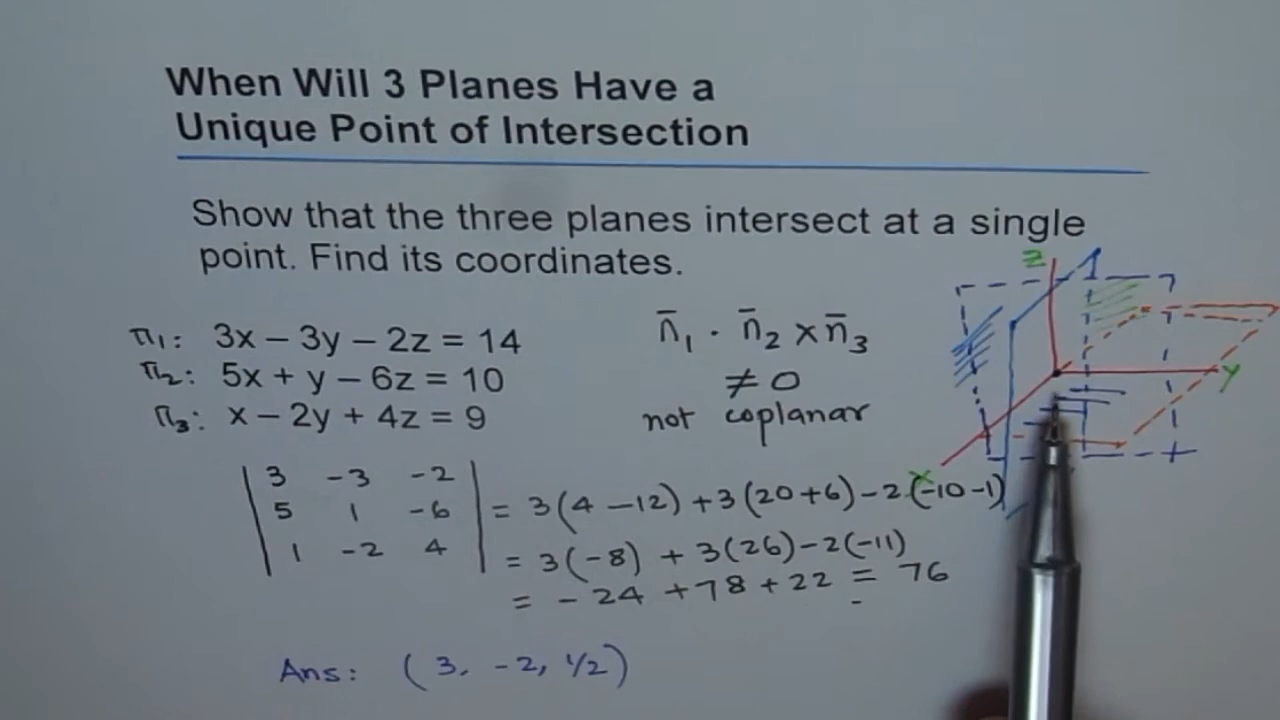 When Will 3 Planes Have a
Unique Point of Intersection
Show that the three planes intersect at a single
point. Find its coordinates.
π₁: 3x – 3y – 2z = 14
π₂: 5x + y – 6z = 10
π₃: x – 2y + 4z = 9
n̄₁ · n̄₂ × n̄₃
≠ 0
not coplanar
z
y
x
| 3 -3 -2 |
| 5 1 -6 | = 3(4 – 12) + 3(20+6) – 2(-10 -1)
| 1 -2 4 |
= 3(-8) + 3(26) – 2(-11)
= - 24 + 78 + 22 = 76
Ans: (3, -2, 1/2)